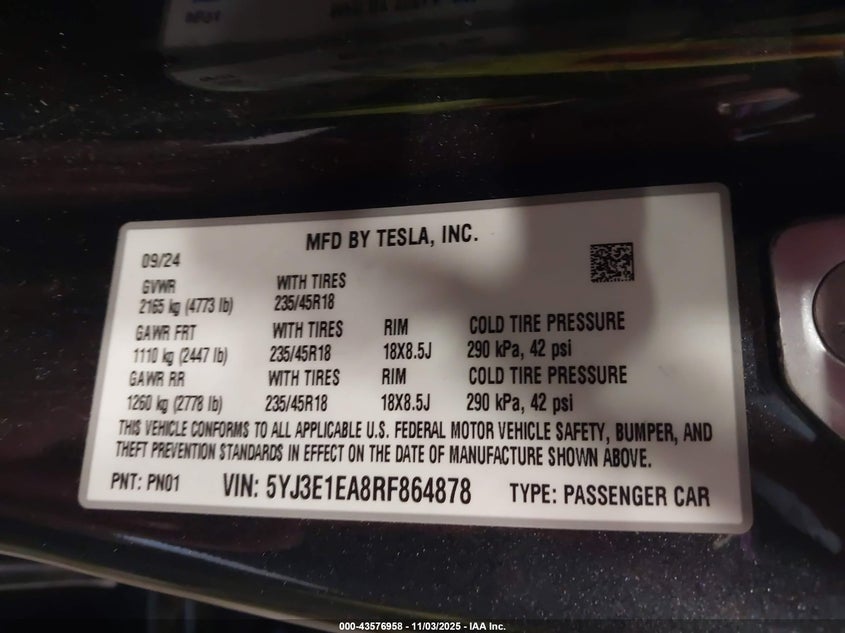 MFD BY TESLA, INC.
09/24
GVWR WITH TIRES
2165 kg (4773 lb) 235/45R18
GAWR FRT WITH TIRES RIM COLD TIRE PRESSURE
1110 kg (2447 lb) 235/45R18 18X8.5J 290 kPa, 42 psi
GAWR RR WITH TIRES RIM COLD TIRE PRESSURE
1260 kg (2778 lb) 235/45R18 18X8.5J 290 kPa, 42 psi
THIS VEHICLE CONFORMS TO ALL APPLICABLE U.S. FEDERAL MOTOR VEHICLE SAFETY, BUMPER, AND
THEFT PREVENTION STANDARDS IN EFFECT ON THE DATE OF MANUFACTURE SHOWN ABOVE.
PNT: PN01 VIN: 5YJ3E1EA8RF864878 TYPE: PASSENGER CAR
000-43576958 - 11/03/2025 - IAA Inc.